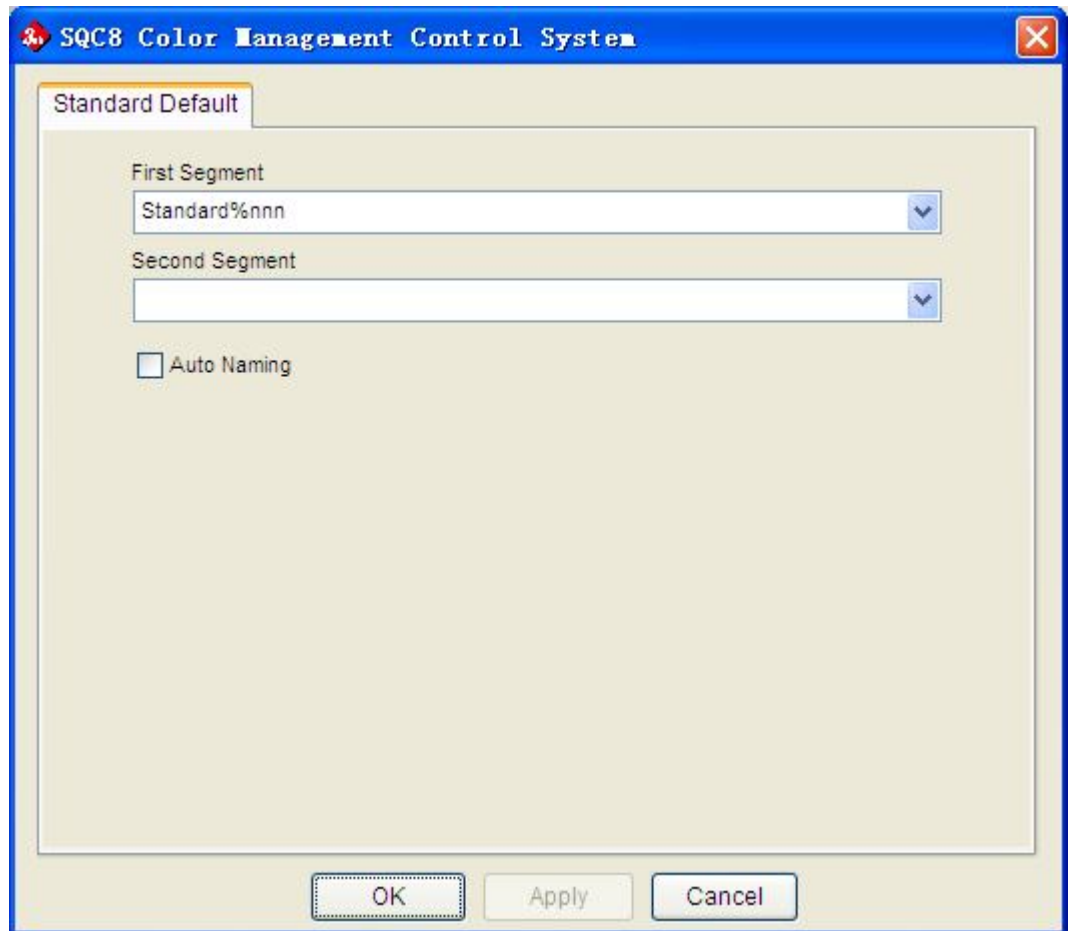 SQC8 Color Management Control System
Standard Default
First Segment
Standard%nnn
Second Segment
Auto Naming
OK Apply Cancel